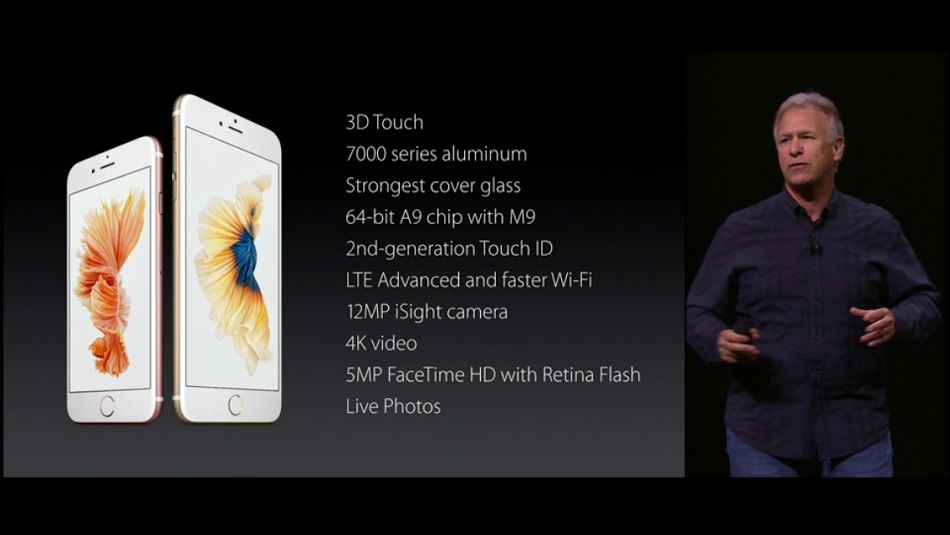 3D Touch
7000 series aluminum
Strongest cover glass
64-bit A9 chip with M9
2nd-generation Touch ID
LTE Advanced and faster Wi-Fi
12MP iSight camera
4K video
5MP FaceTime HD with Retina Flash
Live Photos